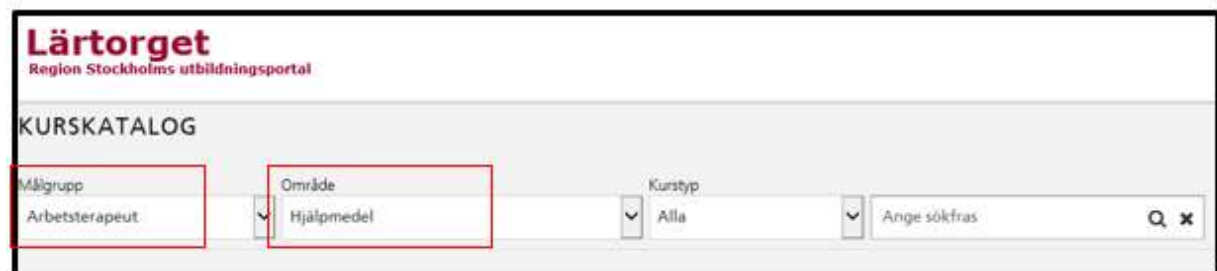 Lärtorget
Region Stockholms utbildningsportal
KURSKATALOG
Målgrupp Område Kurstyp
Arbetsterapeut Hjälpmedel Alla Ange sökfras